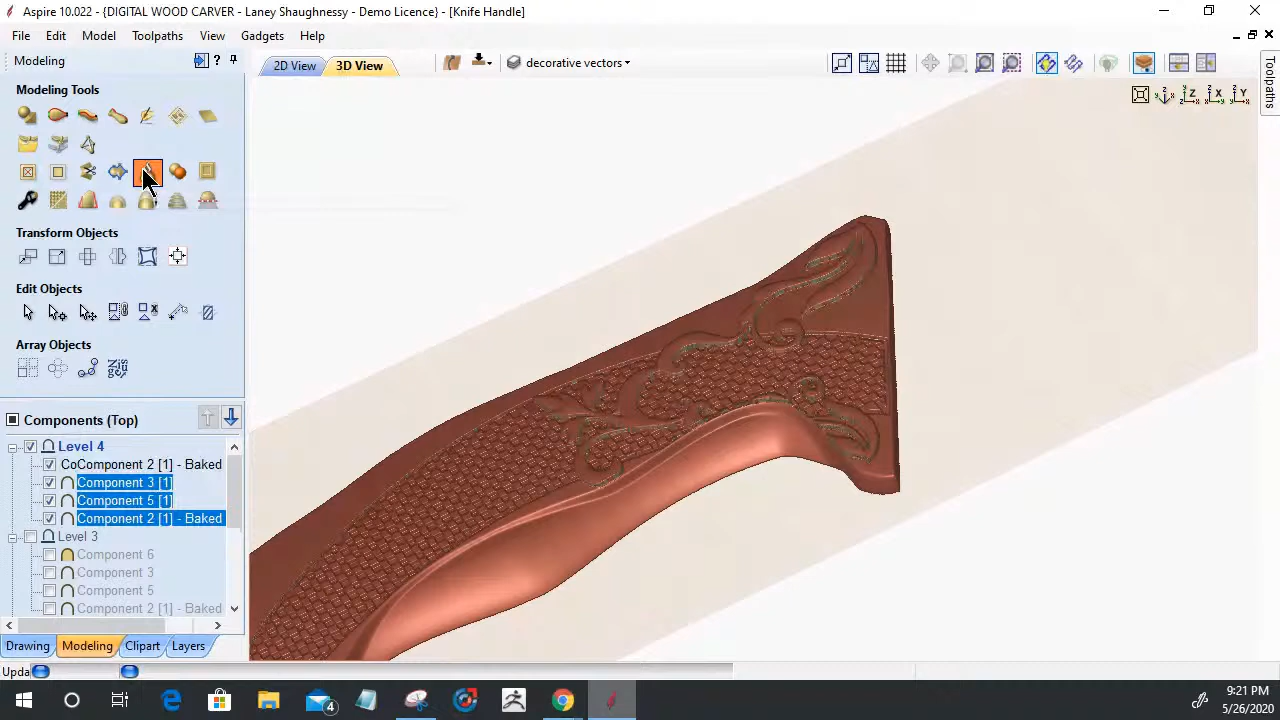 Aspire 10.022 - {DIGITAL WOOD CARVER - Laney Shaughnessy - Demo Licence} - [Knife Handle]
File Edit Model Toolpaths View Gadgets Help
Modeling
2D View 3D View decorative vectors
Z X Y
Toolpaths
Modeling Tools
Transform Objects
Edit Objects
Array Objects
Components (Top)
Level 4
CoComponent 2 [1] - Baked
Component 3 [1]
Component 5 [1]
Component 2 [1] - Baked
Level 3
Component 6
Component 3
Component 5
Component 2 [1] - Baked
Drawing Modeling Clipart Layers
Upda
4
9:21 PM
5/26/2020